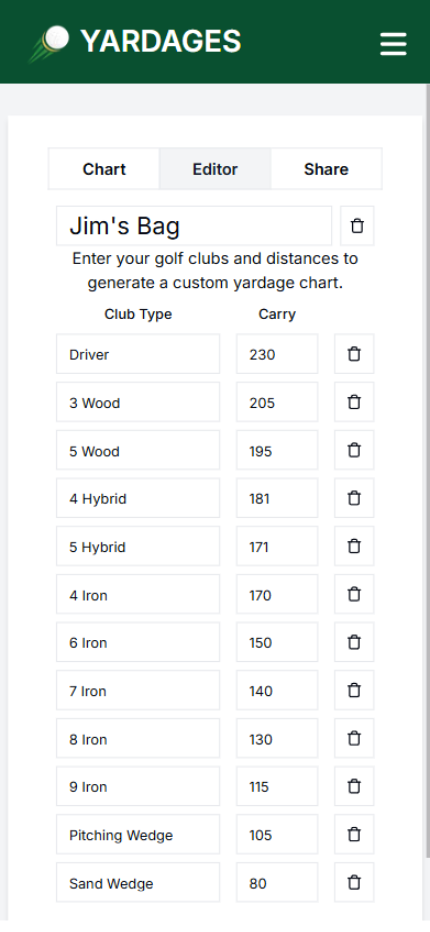 YARDAGES
Chart Editor Share
Jim's Bag
Enter your golf clubs and distances to
generate a custom yardage chart.
Club Type Carry
Driver 230
3 Wood 205
5 Wood 195
4 Hybrid 181
5 Hybrid 171
4 Iron 170
6 Iron 150
7 Iron 140
8 Iron 130
9 Iron 115
Pitching Wedge 105
Sand Wedge 80